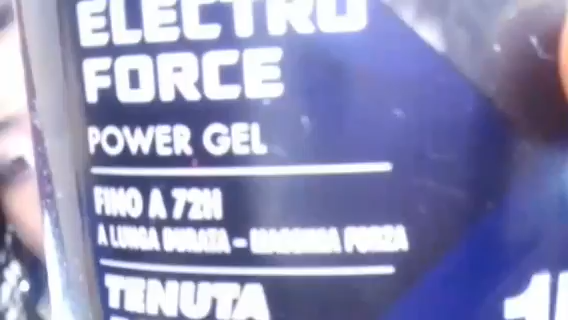 ELECTRO
FORCE
POWER GEL
FINO A 72H
A LUNGA DURATA - MASSIMA FORZA
TENUTA